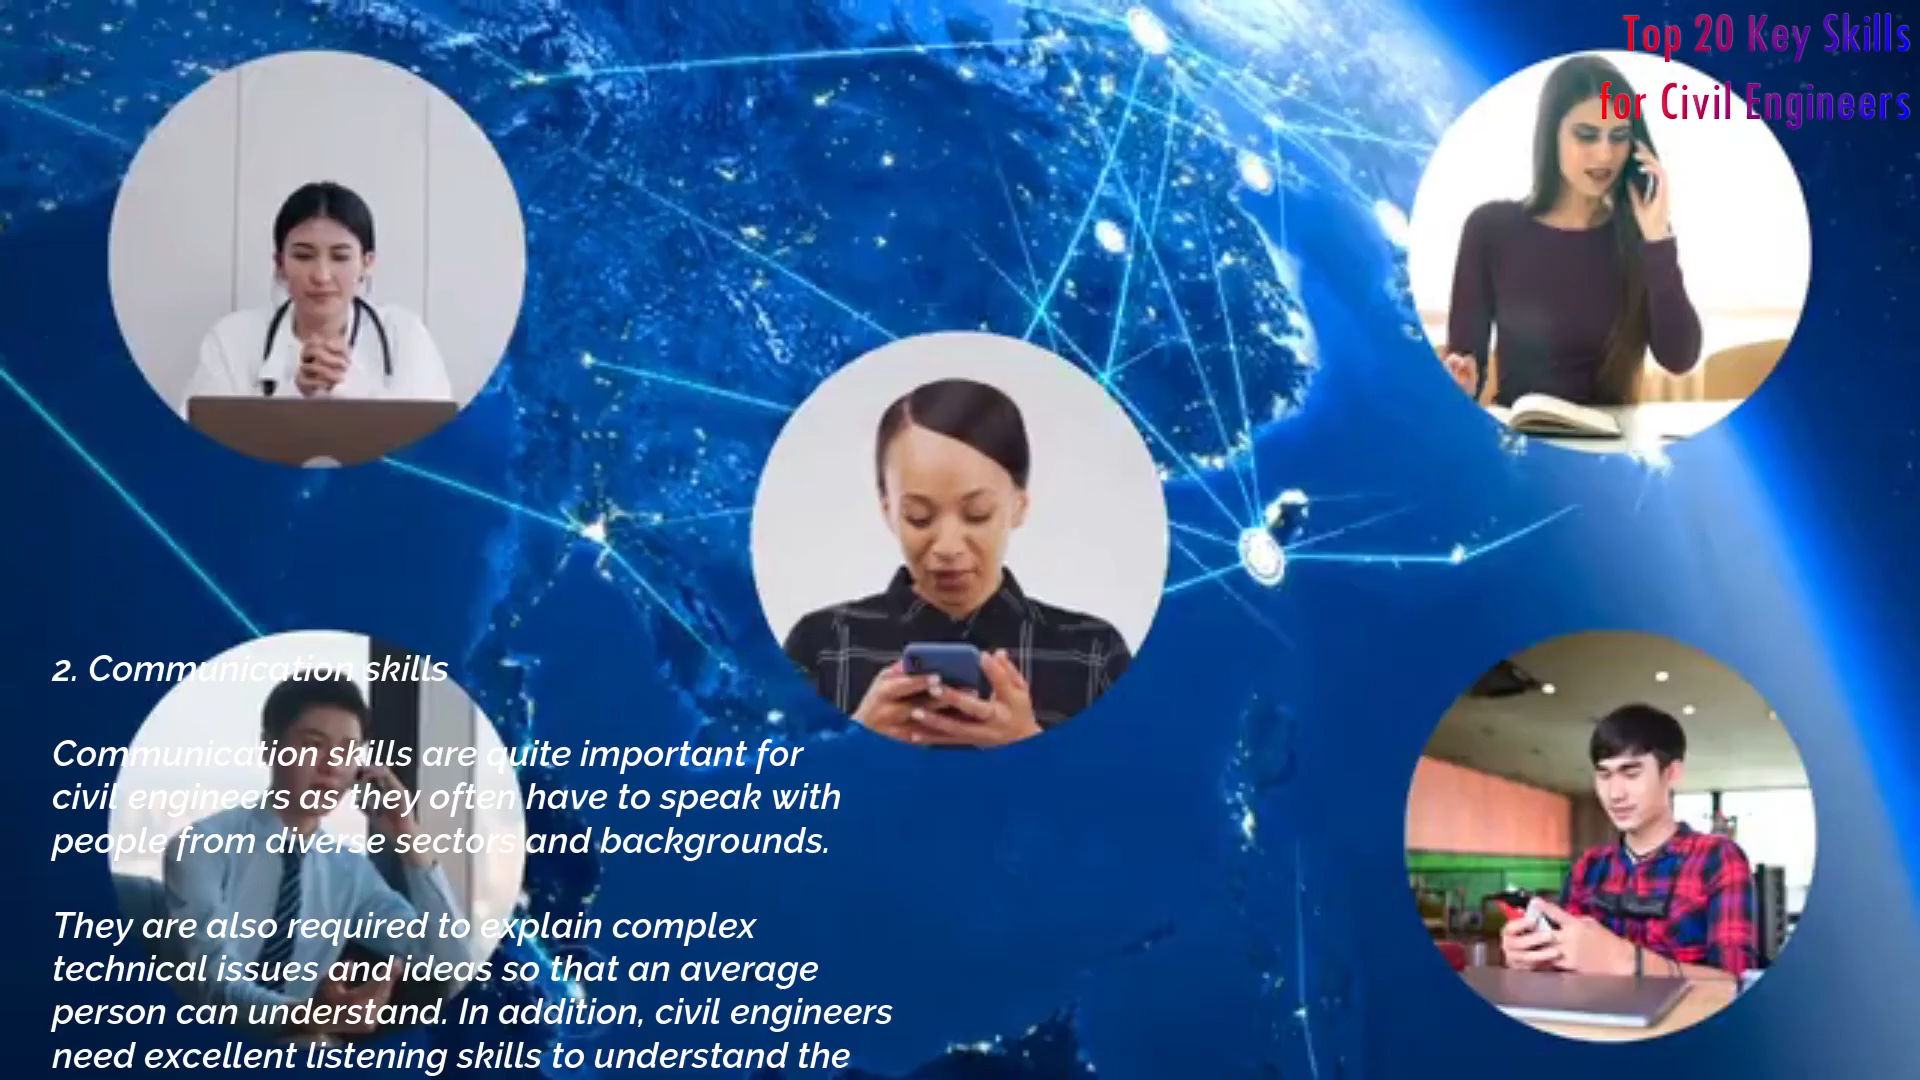 Top 20 Key Skills
for Civil Engineers
2. Communication skills
Communication skills are quite important for
civil engineers as they often have to speak with
people from diverse sectors and backgrounds.
They are also required to explain complex
technical issues and ideas so that an average
person can understand. In addition, civil engineers
need excellent listening skills to understand the